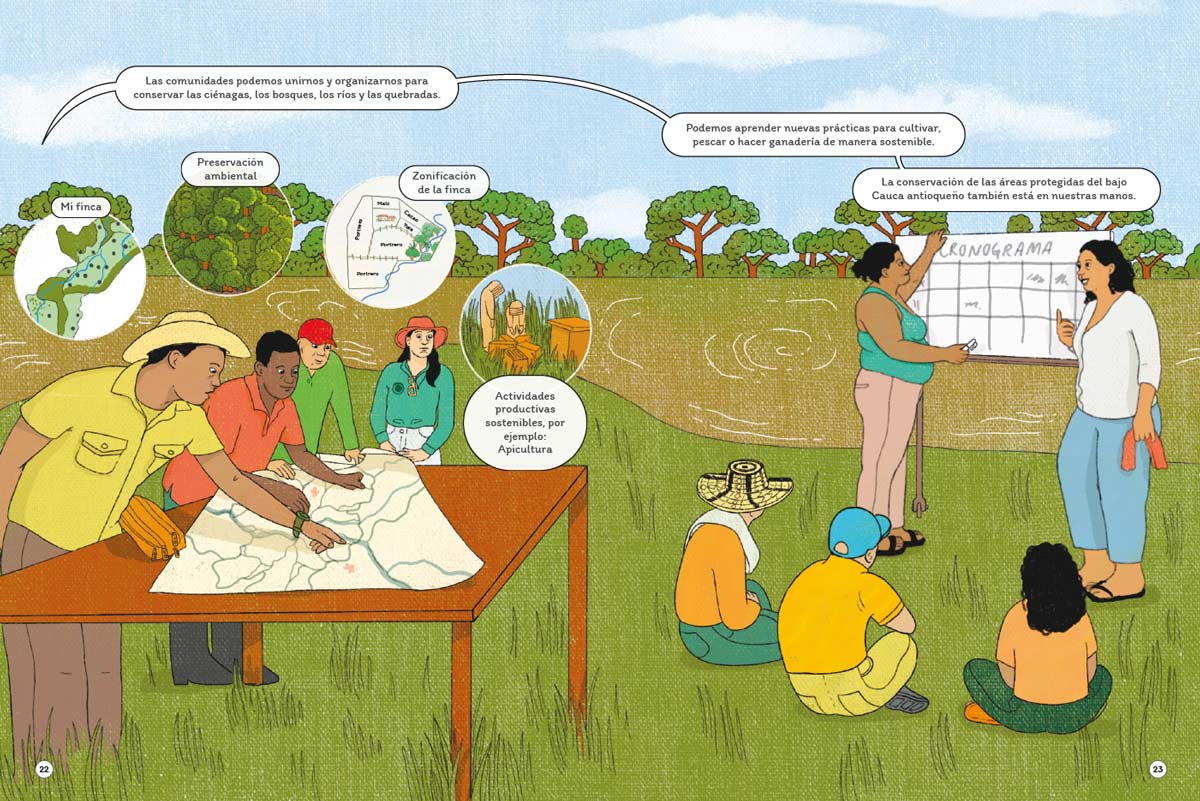 Las comunidades podemos unirnos y organizarnos para
conservar las ciénagas, los bosques, los ríos y las quebradas.
Podemos aprender nuevas prácticas para cultivar,
pescar o hacer ganadería de manera sostenible.
La conservación de las áreas protegidas del bajo
Cauca antioqueño también está en nuestras manos.
Mi finca
Preservación
ambiental
Zonificación
de la finca
Maíz
Cacao
Yuca
Potrero
Potrero
Potrero
Actividades
productivas
sostenibles, por
ejemplo:
Apicultura
CRONOGRAMA
22
23